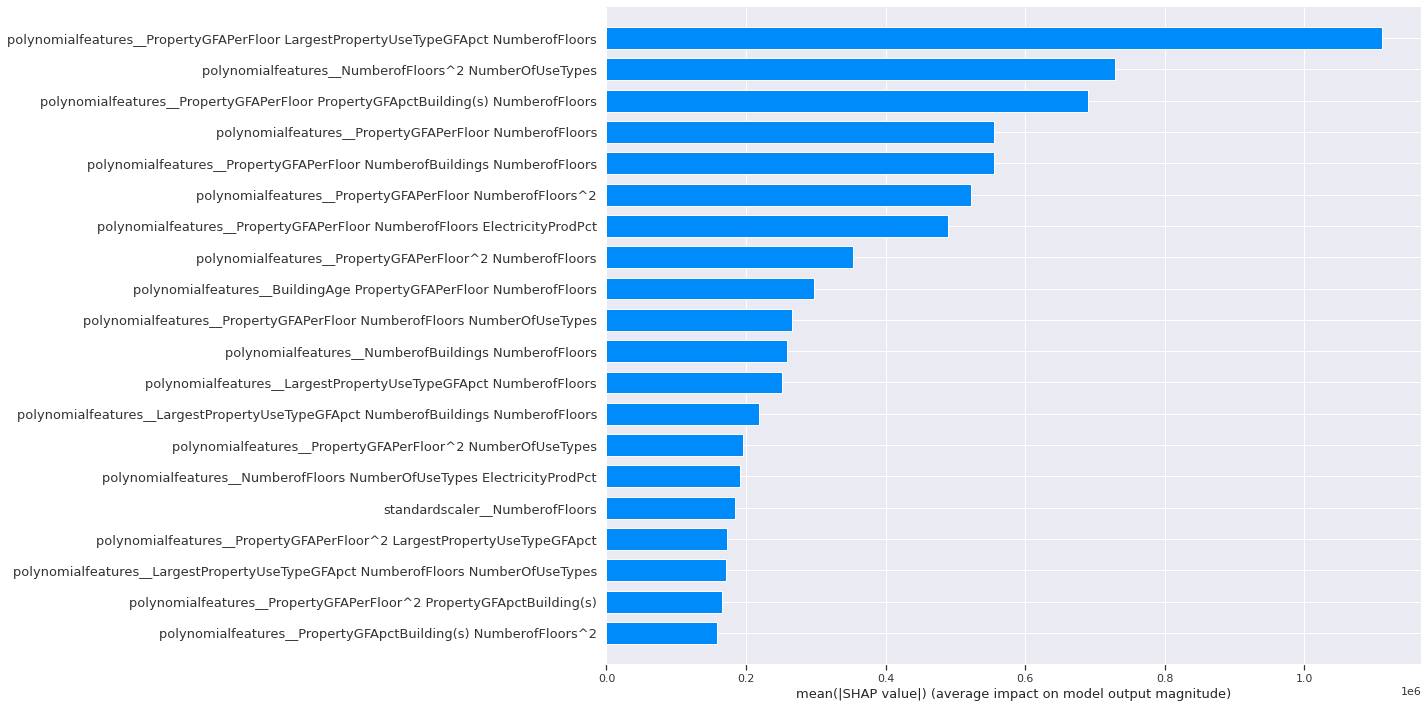 polynomialfeatures__PropertyGFAPerFloor LargestPropertyUseTypeGFApct NumberofFloors
polynomialfeatures__NumberofFloors^2 NumberOfUseTypes
polynomialfeatures__PropertyGFAPerFloor PropertyGFApctBuilding(s) NumberofFloors
polynomialfeatures__PropertyGFAPerFloor NumberofFloors
polynomialfeatures__PropertyGFAPerFloor NumberofBuildings NumberofFloors
polynomialfeatures__PropertyGFAPerFloor NumberofFloors^2
polynomialfeatures__PropertyGFAPerFloor NumberofFloors ElectricityProdPct
polynomialfeatures__PropertyGFAPerFloor^2 NumberofFloors
polynomialfeatures__BuildingAge PropertyGFAPerFloor NumberofFloors
polynomialfeatures__PropertyGFAPerFloor NumberofFloors NumberOfUseTypes
polynomialfeatures__NumberofBuildings NumberofFloors
polynomialfeatures__LargestPropertyUseTypeGFApct NumberofFloors
polynomialfeatures__LargestPropertyUseTypeGFApct NumberofBuildings NumberofFloors
polynomialfeatures__PropertyGFAPerFloor^2 NumberOfUseTypes
polynomialfeatures__NumberofFloors NumberOfUseTypes ElectricityProdPct
standardscaler__NumberofFloors
polynomialfeatures__PropertyGFAPerFloor^2 LargestPropertyUseTypeGFApct
polynomialfeatures__LargestPropertyUseTypeGFApct NumberofFloors NumberOfUseTypes
polynomialfeatures__PropertyGFAPerFloor^2 PropertyGFApctBuilding(s)
polynomialfeatures__PropertyGFApctBuilding(s) NumberofFloors^2
0.0 0.2 0.4 0.6 0.8 1.0
mean(|SHAP value|) (average impact on model output magnitude)
1e6